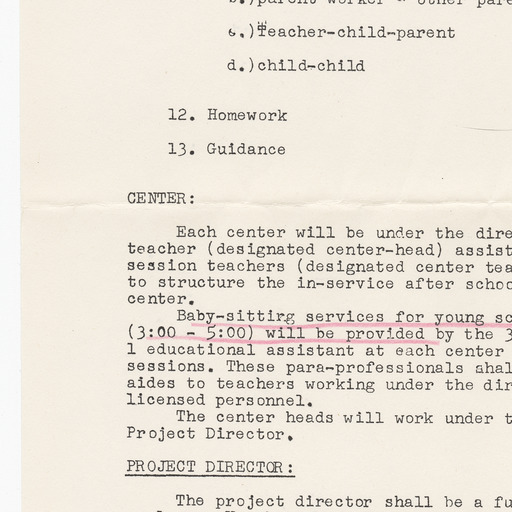 b.)parent worker - other pare
c.)Teacher-child-parent
d.)child-child
12. Homework
13. Guidance
CENTER:
Each center will be under the dire
teacher (designated center-head) assist
session teachers (designated center tea
to structure the in-service after schoo
center.
Baby-sitting services for young sc
(3:00 - 5:00) will be provided by the 3
1 educational assistant at each center
sessions. These para-professionals ahal
aides to teachers working under the dir
licensed personnel.
The center heads will work under t
Project Director.
PROJECT DIRECTOR:
The project director shall be a fu